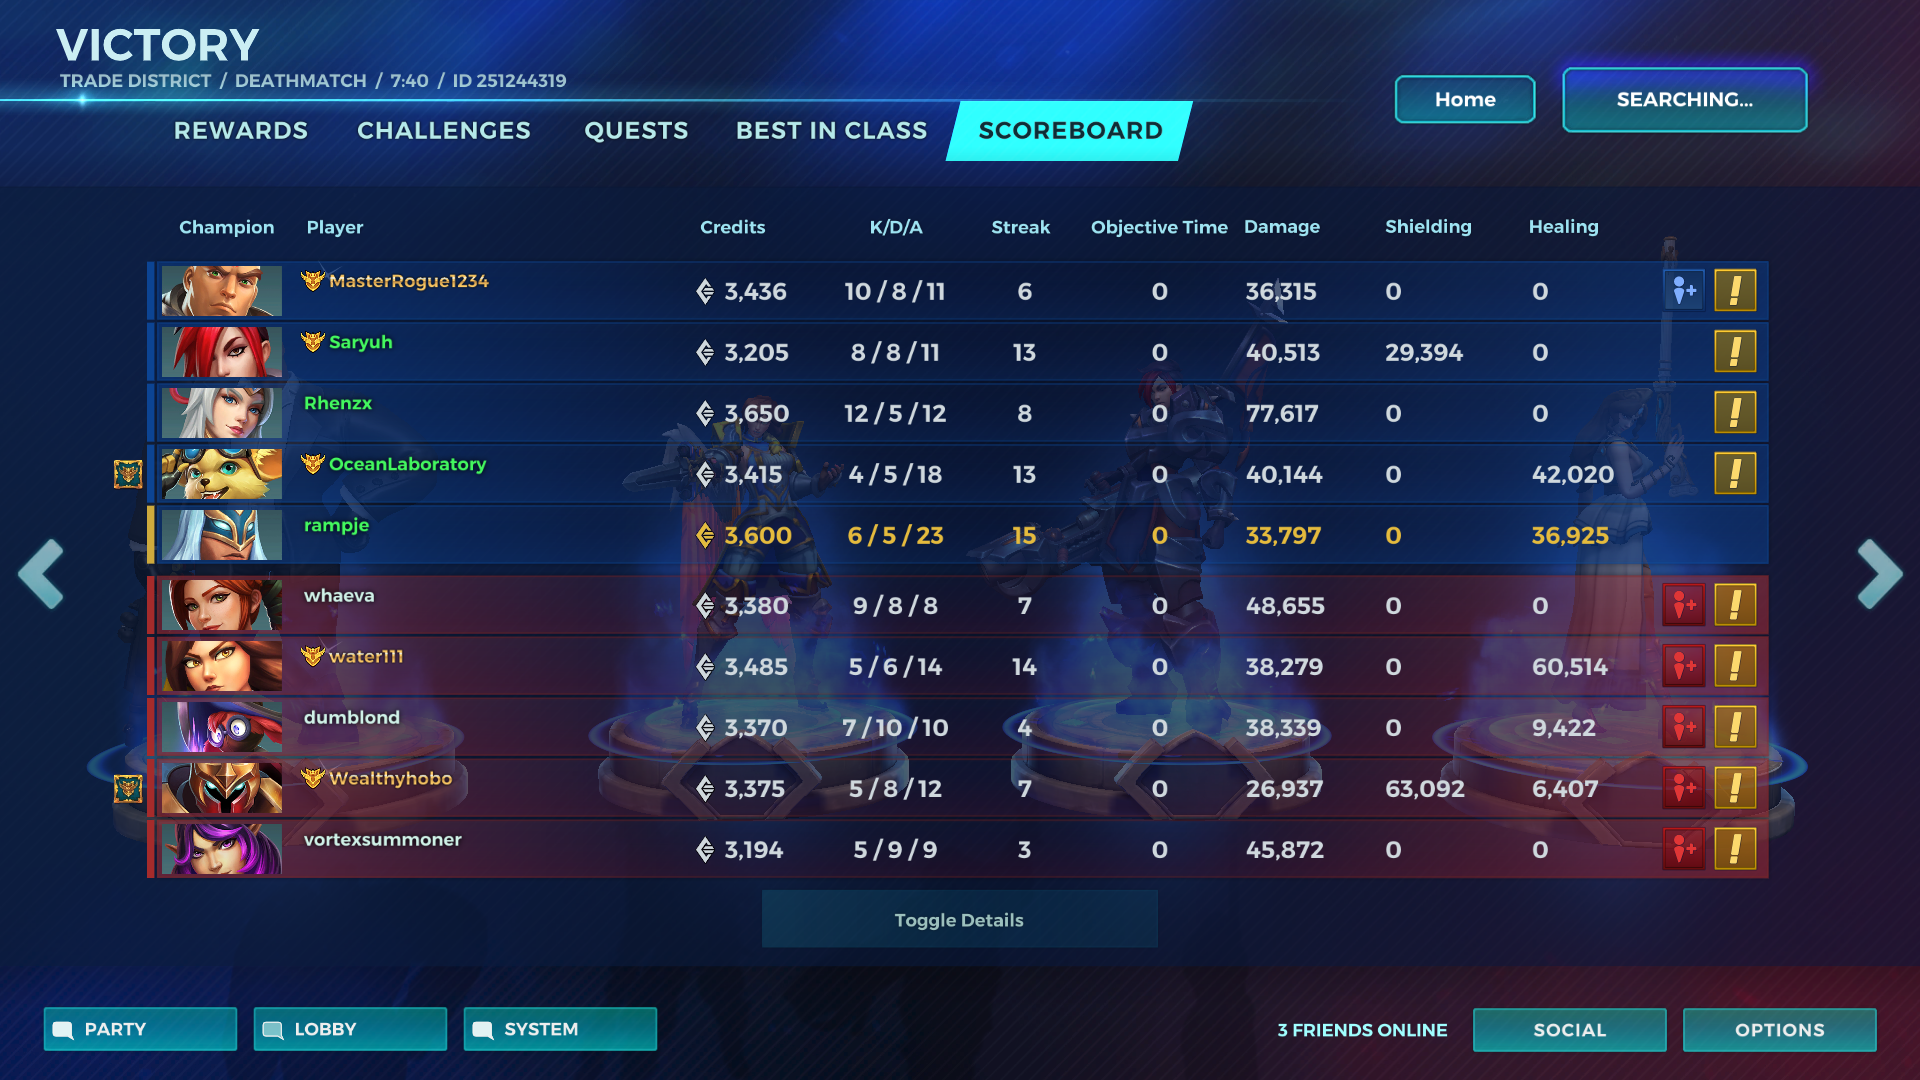 VICTORY
TRADE DISTRICT / DEATHMATCH / 7:40 / ID 251244319
Home
SEARCHING...
REWARDS CHALLENGES QUESTS BEST IN CLASS SCOREBOARD
Champion Player Credits K/D/A Streak Objective Time Damage Shielding Healing
MasterRogue1234 3,436 10 / 8 / 11 6 0 36,315 0 0
Saryuh 3,205 8 / 8 / 11 13 0 40,513 29,394 0
Rhenzx 3,650 12 / 5 / 12 8 0 77,617 0 0
OceanLaboratory 3,415 4 / 5 / 18 13 0 40,144 0 42,020
rampje 3,600 6 / 5 / 23 15 0 33,797 0 36,925
whaeva 3,380 9 / 8 / 8 7 0 48,655 0 0
water111 3,485 5 / 6 / 14 14 0 38,279 0 60,514
dumblond 3,370 7 / 10 / 10 4 0 38,339 0 9,422
Wealthyhobo 3,375 5 / 8 / 12 7 0 26,937 63,092 6,407
vortexsummoner 3,194 5 / 9 / 9 3 0 45,872 0 0
Toggle Details
PARTY LOBBY SYSTEM 3 FRIENDS ONLINE SOCIAL OPTIONS